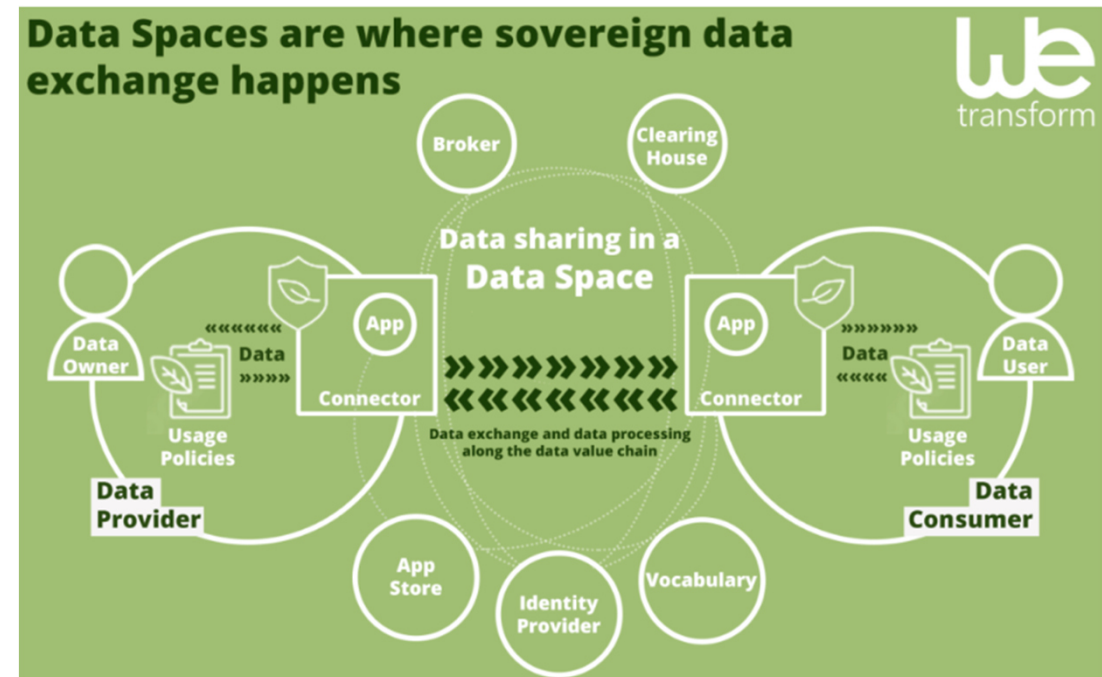 Data Spaces are where sovereign data
exchange happens
we
transform
Broker
Clearing
House
Data sharing in a
Data Space
Data
Owner
««««««
Data
»»»»
Usage
Policies
App
Connector
Data
Provider
»»»»»»»
«««««««
Data exchange and data processing
along the data value chain
App
Connector
»»»»»»
Data
««««
Usage
Policies
Data
User
Data
Consumer
App
Store
Identity
Provider
Vocabulary